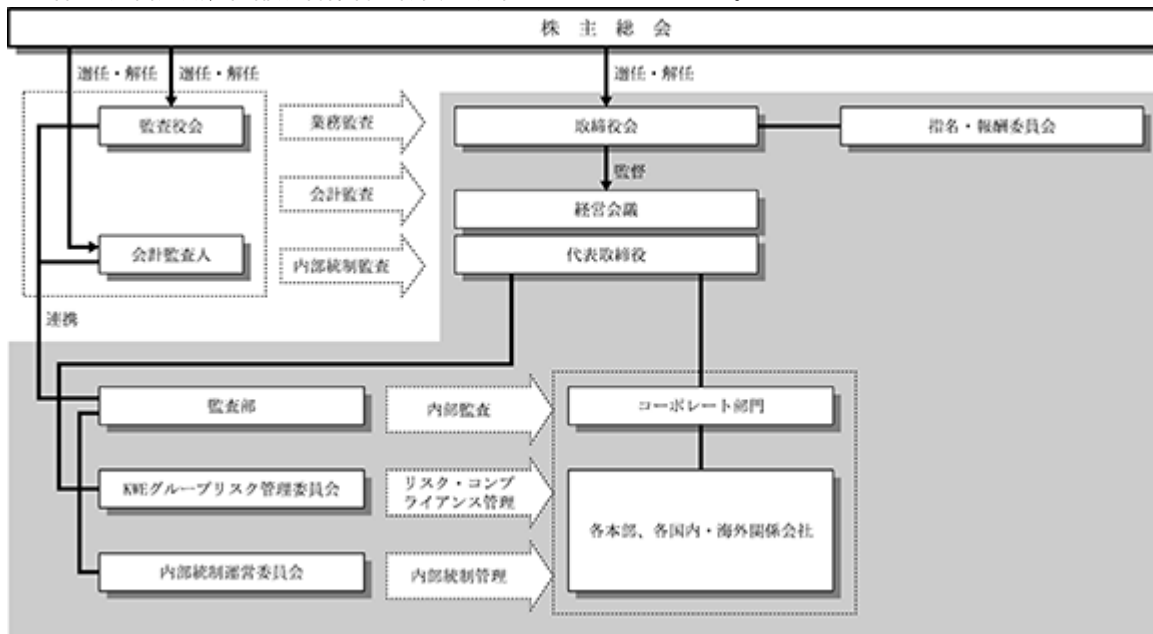 株主総会
選任・解任
選任・解任
選任・解任
監査役会
業務監査
取締役会
指名・報酬委員会
監督
会計監査
経営会議
会計監査人
内部統制監査
代表取締役
連携
監査部
内部監査
コーポレート部門
KWEグループリスク管理委員会
リスク・コンプ
ライアンス管理
各本部、各国内・海外関係会社
内部統制運営委員会
内部統制管理